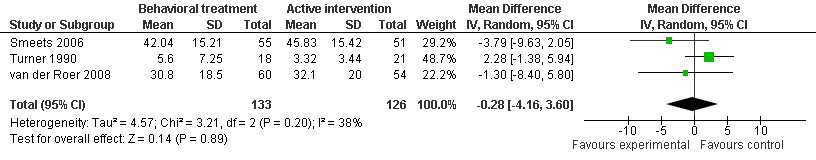 Behavioral treatment Active intervention Mean Difference Mean Difference
Study or Subgroup Mean SD Total Mean SD Total Weight IV, Random, 95% CI IV, Random, 95% CI
Smeets 2006 42.04 15.21 55 45.83 15.42 51 29.2% -3.79 [-9.63, 2.05]
Turner 1990 5.6 7.25 18 3.32 3.44 21 48.7% 2.28 [-1.38, 5.94]
van der Roer 2008 30.8 18.5 60 32.1 20 54 22.2% -1.30 [-8.40, 5.80]
Total (95% CI) 133 126 100.0% -0.28 [-4.16, 3.60]
Heterogeneity: Tau² = 4.57; Chi² = 3.21, df = 2 (P = 0.20); I² = 38%
Test for overall effect: Z = 0.14 (P = 0.89)
-10 -5 0 5 10
Favours experimental Favours control